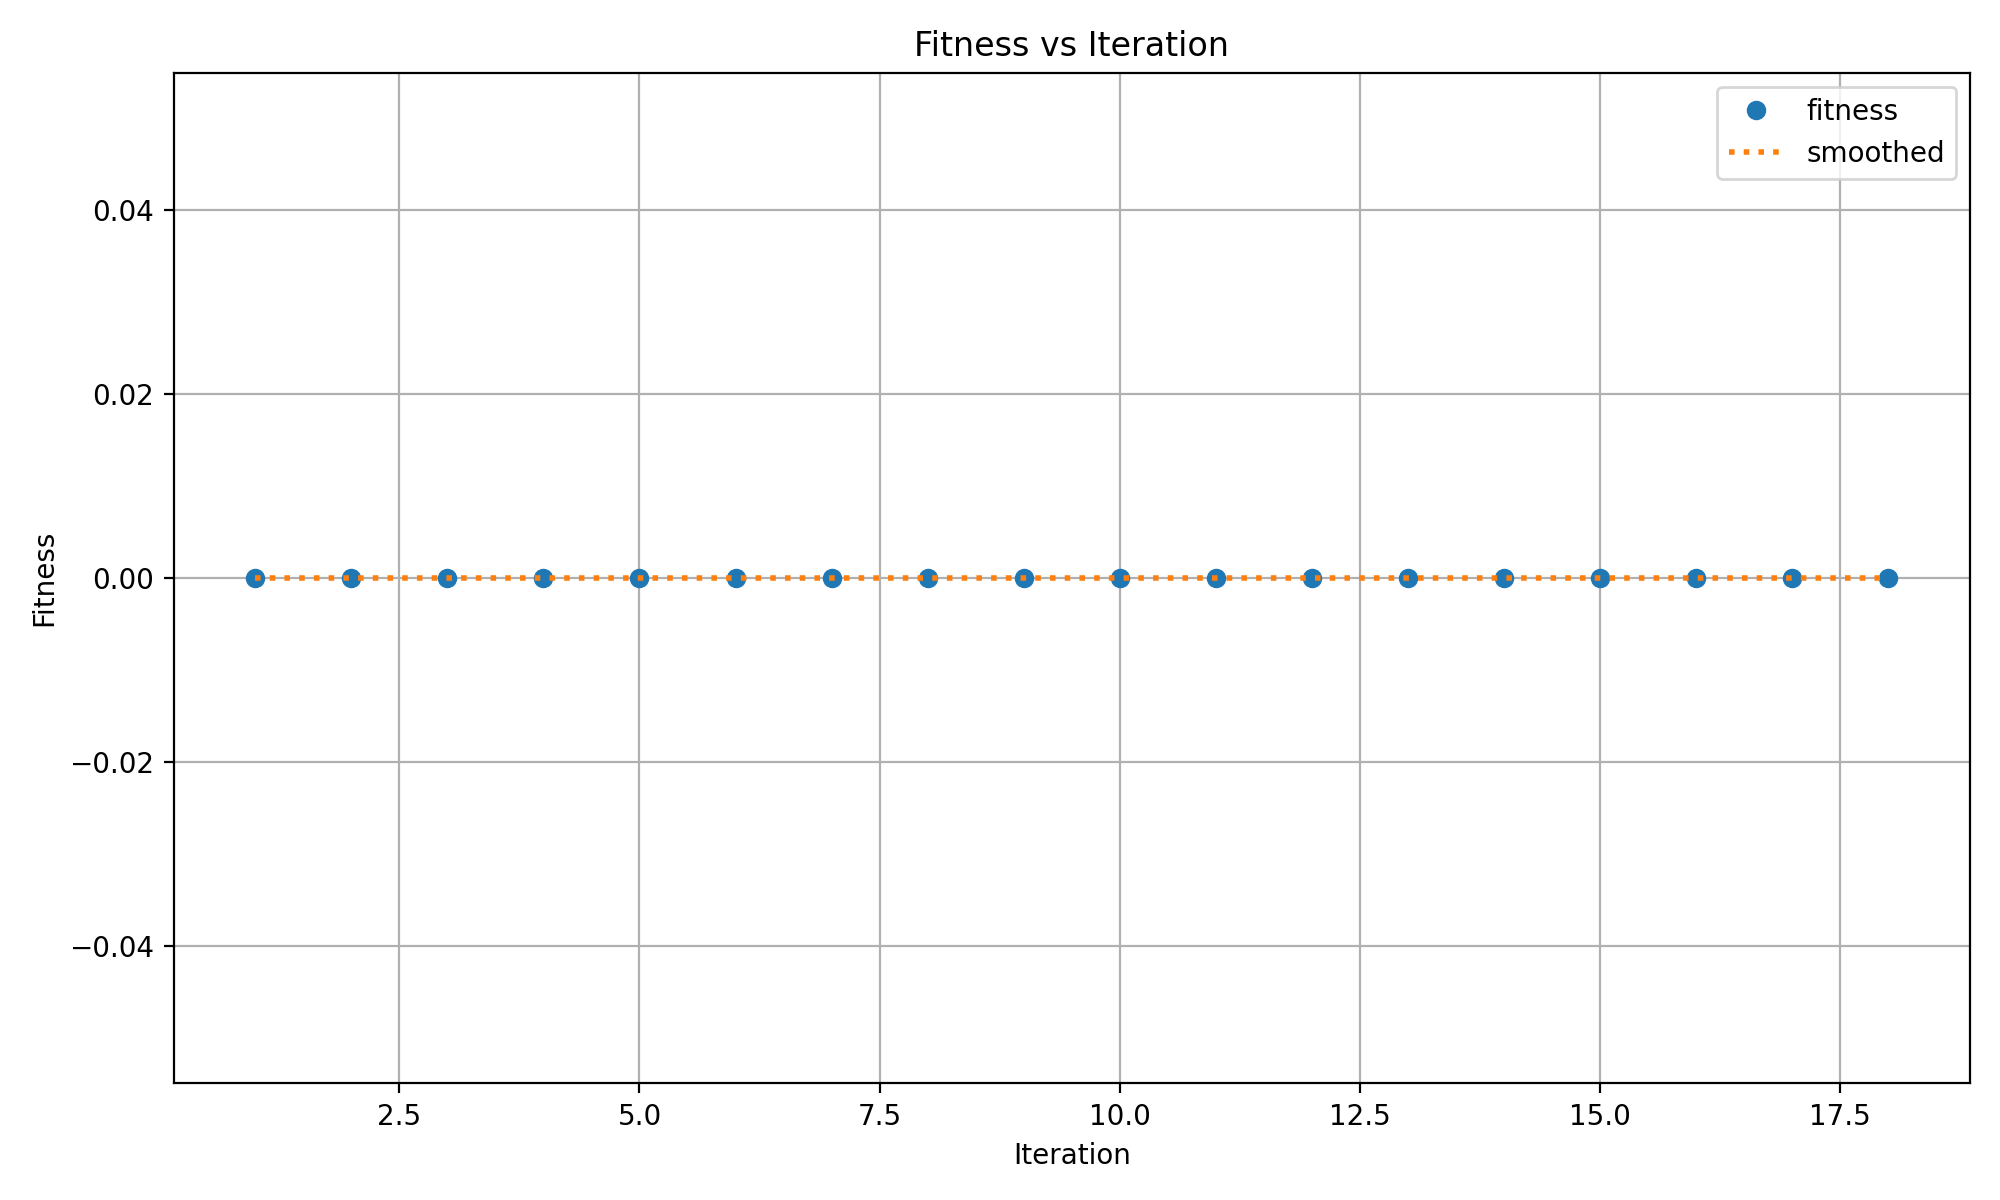 Fitness vs Iteration
fitness
smoothed
0.04
0.02
0.00
−0.02
−0.04
Fitness
2.5 5.0 7.5 10.0 12.5 15.0 17.5
Iteration